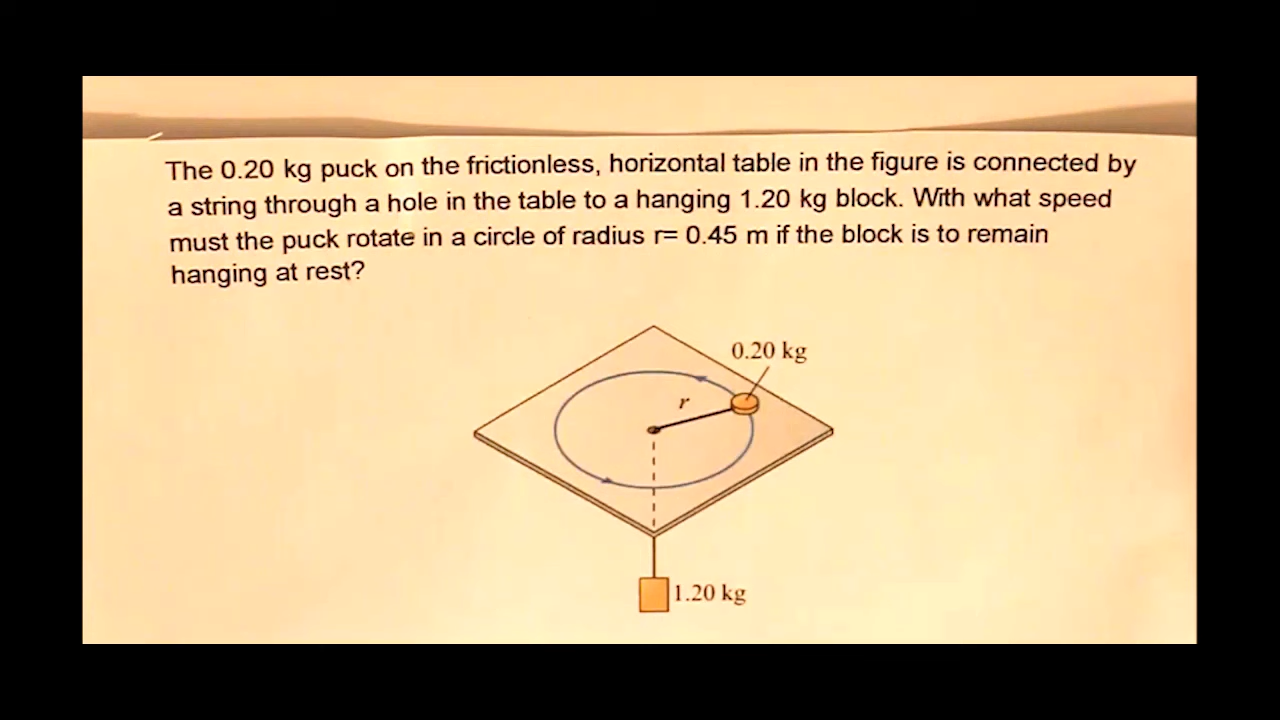 The 0.20 kg puck on the frictionless, horizontal table in the figure is connected by
a string through a hole in the table to a hanging 1.20 kg block. With what speed
must the puck rotate in a circle of radius r= 0.45 m if the block is to remain
hanging at rest?
0.20 kg
r
1.20 kg